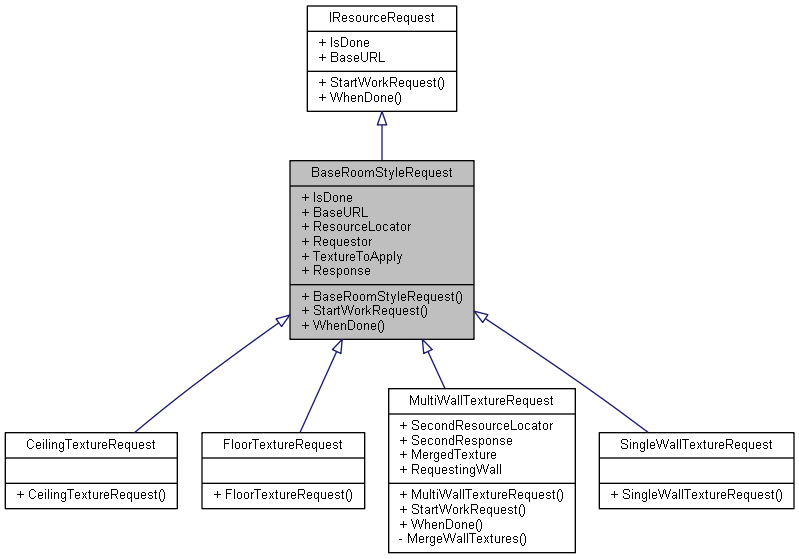 IResourceRequest
+ IsDone
+ BaseURL
+ StartWorkRequest()
+ WhenDone()
BaseRoomStyleRequest
+ IsDone
+ BaseURL
+ ResourceLocator
+ Requestor
+ TextureToApply
+ Response
+ BaseRoomStyleRequest()
+ StartWorkRequest()
+ WhenDone()
CeilingTextureRequest
+ CeilingTextureRequest()
FloorTextureRequest
+ FloorTextureRequest()
MultiWallTextureRequest
+ SecondResourceLocator
+ SecondResponse
+ MergedTexture
+ RequestingWall
+ MultiWallTextureRequest()
+ StartWorkRequest()
+ WhenDone()
- MergeWallTextures()
SingleWallTextureRequest
+ SingleWallTextureRequest()